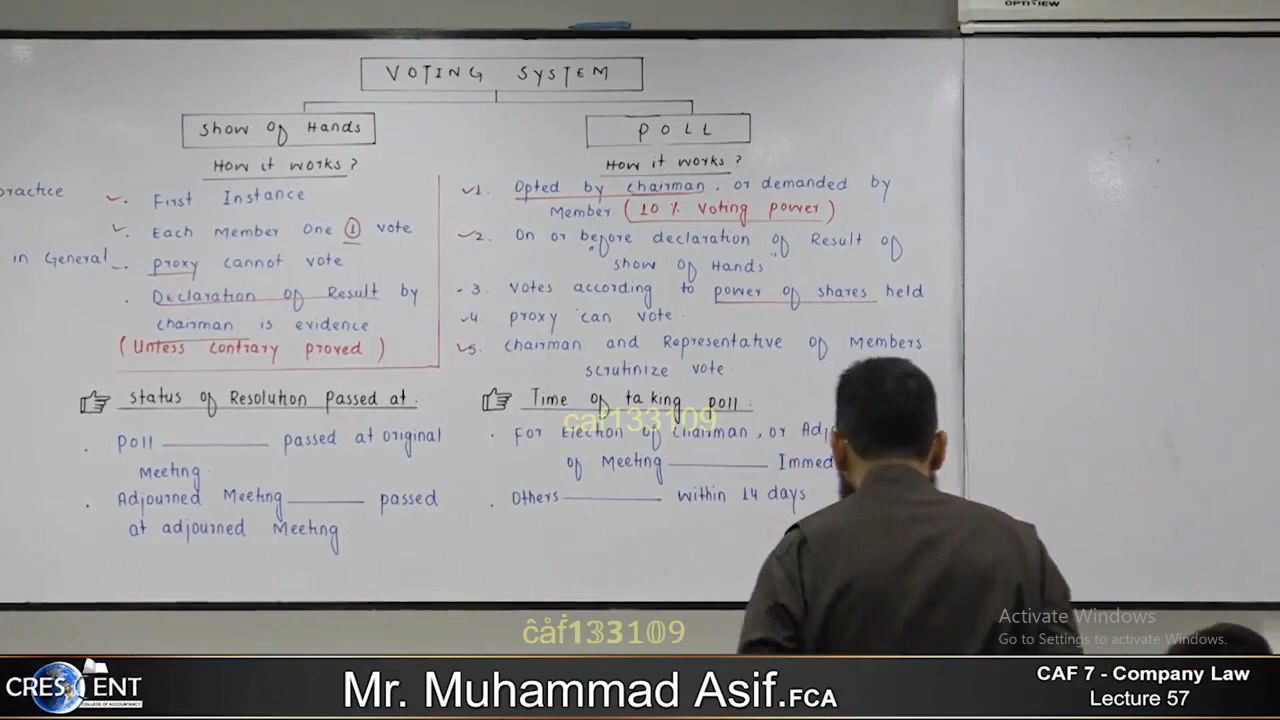 OPTIVIEW
VOTING SYSTEM
Show Of Hands
How it works?
practice
First Instance
Each Member One 1 vote
in General
proxy cannot vote
Declaration of Result by
chairman is evidence
(Unless contrary proved)
Status of Resolution Passed at:
Poll ———— passed at original
Meeting
Adjourned Meeting ———— passed
at adjourned Meeting
POLL
How it works?
1. Opted by chairman, or demanded by
Member (10% Voting power)
2. On or before declaration of Result of
"show of Hands".
3. Votes according to power of shares held
4. proxy can vote.
5. Chairman and Representative of Members
scrutinize vote.
Time of taking poll:
caf133109
For Election of Chairman, or
of Meeting ———— Immed
Others ———— within 14 days.
Activate Windows
Go to Settings to activate Windows.
caf133109
CRESCENT
COLLEGE OF ACCOUNTANCY
Mr. Muhammad Asif.FCA
CAF 7 - Company Law
Lecture 57